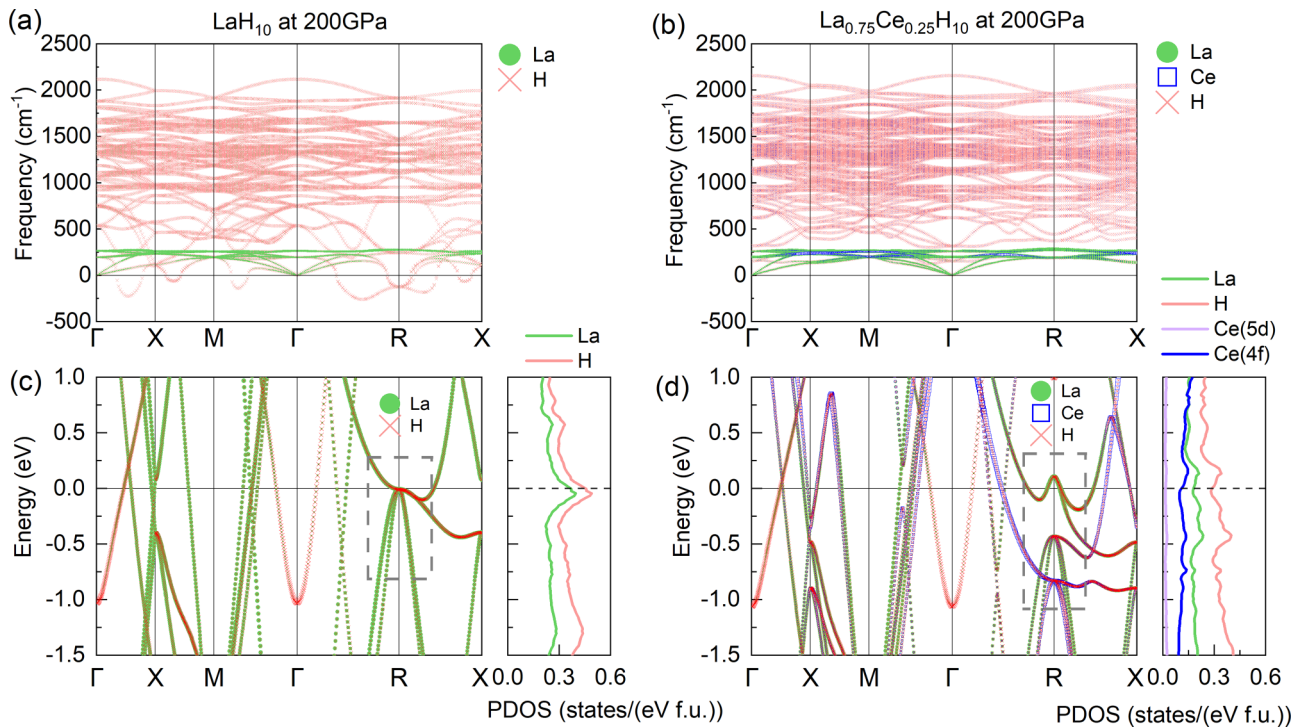 (a)
LaH₁₀ at 200GPa
2500
2000
1500
1000
500
0
-500
Frequency (cm⁻¹)
Γ X M Γ R X
La
H
(b)
La₀.₇₅Ce₀.₂₅H₁₀ at 200GPa
2500
2000
1500
1000
500
0
-500
Frequency (cm⁻¹)
Γ X M Γ R X
La
Ce
H
La
H
Ce(5d)
Ce(4f)
La
H
(c)
1.0
0.5
0.0
-0.5
-1.0
-1.5
Energy (eV)
Γ X M Γ R X
La
H
0.0 0.3 0.6
PDOS (states/(eV f.u.))
(d)
1.0
0.5
0.0
-0.5
-1.0
-1.5
Energy (eV)
Γ X M Γ R X
La
Ce
H
0.0 0.3 0.6
PDOS (states/(eV f.u.))